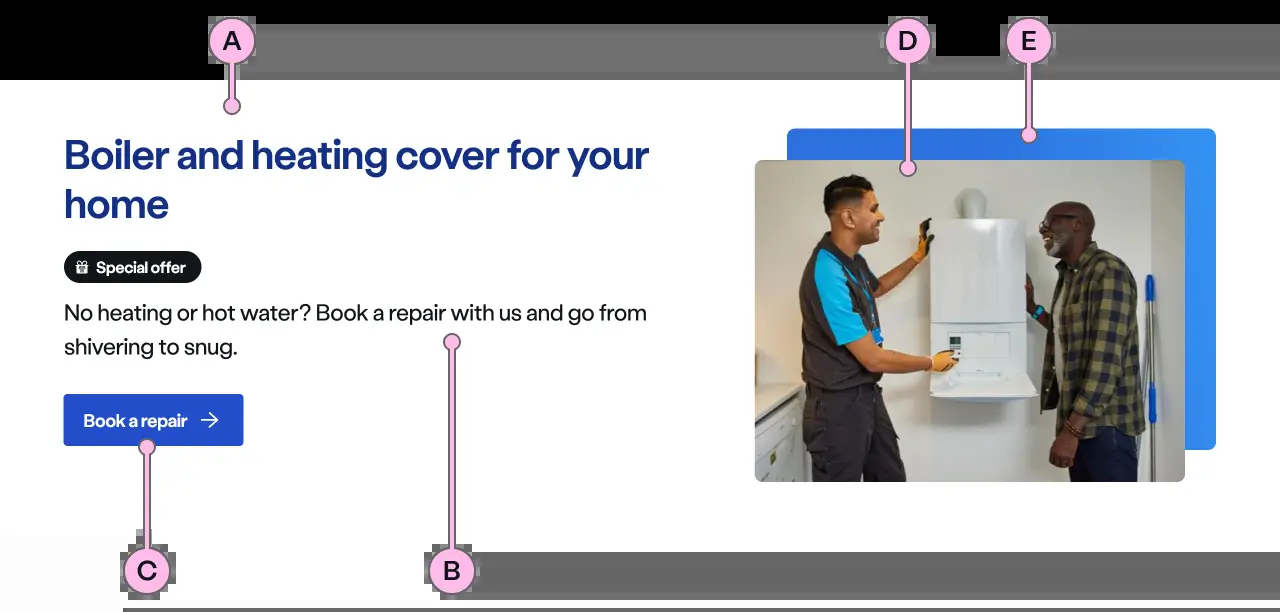 A
D
E
Boiler and heating cover for your
home
Special offer
No heating or hot water? Book a repair with us and go from
shivering to snug.
Book a repair
C
B